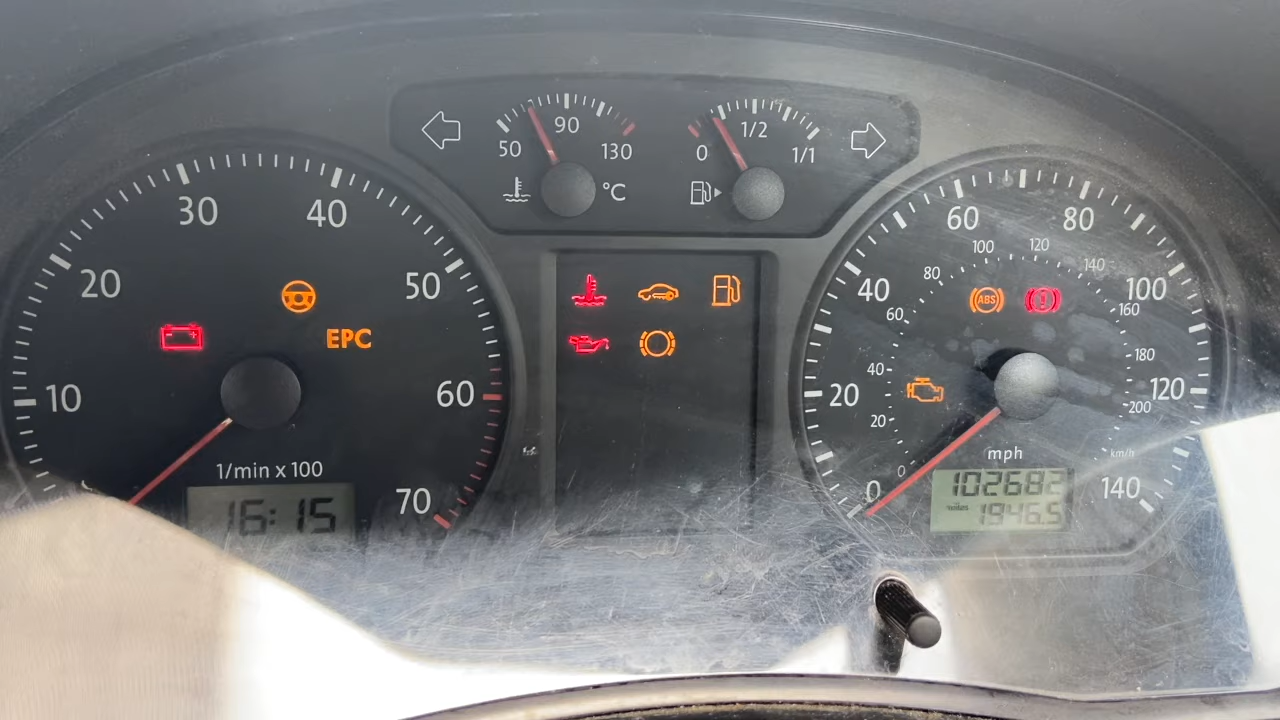 50 90 130
°C
0 1/2 1/1
10 20 30 40 50 60 70
EPC
1/min x 100
16:15
ABS
0 20 40 60 80 100 120 140
0 20 40 60 80 100 120 140 160 180 200
mph
km/h
102682
miles 1946.5